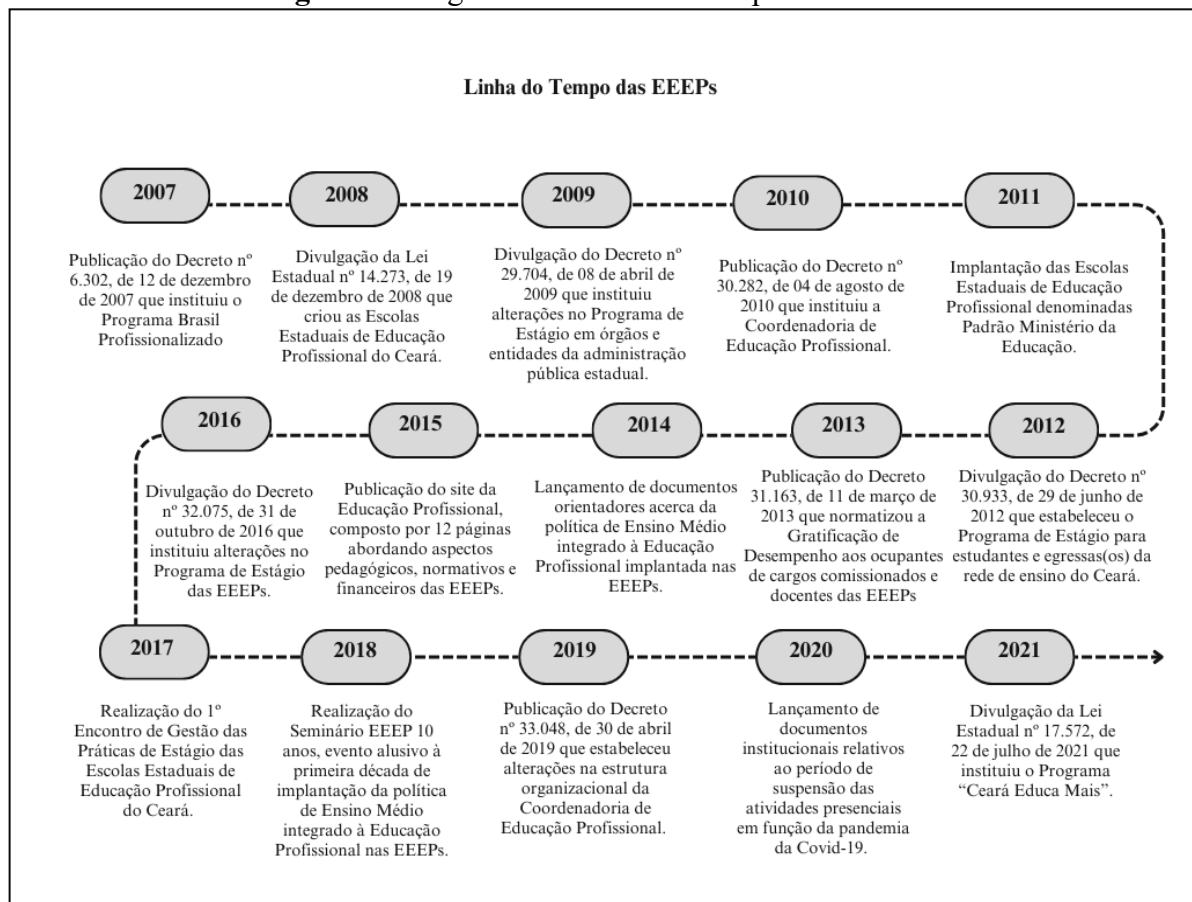 Linha do Tempo das EEEPs
2007
2008
2009
2010
2011
Publicação do Decreto nº
6.302, de 12 de dezembro
de 2007 que instituiu o
Programa Brasil
Profissionalizado
Divulgação da Lei
Estadual nº 14.273, de 19
de dezembro de 2008 que
criou as Escolas
Estaduais de Educação
Profissional do Ceará.
Divulgação do Decreto nº
29.704, de 08 de abril de
2009 que instituiu
alterações no Programa de
Estágio em órgãos e
entidades da administração
pública estadual.
Publicação do Decreto nº
30.282, de 04 de agosto de
2010 que instituiu a
Coordenadoria de
Educação Profissional.
Implantação das Escolas
Estaduais de Educação
Profissional denominadas
Padrão Ministério da
Educação.
2016
2015
2014
2013
2012
Divulgação do Decreto
nº 32.075, de 31 de
outubro de 2016 que
instituiu alterações no
Programa de Estágio
das EEEPs.
Publicação do site da
Educação Profissional,
composto por 12 páginas
abordando aspectos
pedagógicos, normativos e
financeiros das EEEPs.
Lançamento de documentos
orientadores acerca da
política de Ensino Médio
integrado à Educação
Profissional implantada nas
EEEPs.
Publicação do Decreto
31.163, de 11 de março de
2013 que normatizou a
Gratificação de
Desempenho aos ocupantes
de cargos comissionados e
docentes das EEEPs
Divulgação do Decreto nº
30.933, de 29 de junho de
2012 que estabeleceu o
Programa de Estágio para
estudantes e egressas(os) da
rede de ensino do Ceará.
2017
2018
2019
2020
2021
Realização do 1º
Encontro de Gestão das
Práticas de Estágio das
Escolas Estaduais de
Educação Profissional
do Ceará.
Realização do
Seminário EEEP 10
anos, evento alusivo à
primeira década de
implantação da política
de Ensino Médio
integrado à Educação
Profissional nas EEEPs.
Publicação do Decreto
nº 33.048, de 30 de abril
de 2019 que estabeleceu
alterações na estrutura
organizacional da
Coordenadoria de
Educação Profissional.
Lançamento de
documentos
institucionais relativos
ao período de
suspensão das
atividades presenciais
em função da pandemia
da Covid-19.
Divulgação da Lei
Estadual nº 17.572, de
22 de julho de 2021 que
instituiu o Programa
“Ceará Educa Mais”.